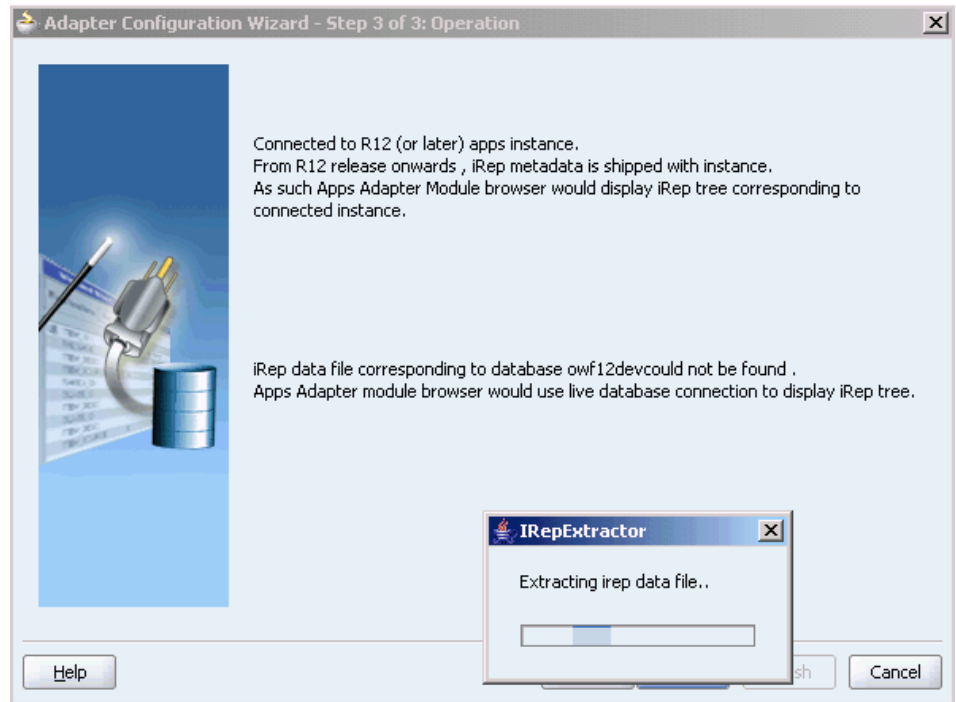 Adapter Configuration Wizard - Step 3 of 3: Operation
Connected to R12 (or later) apps instance.
From R12 release onwards , iRep metadata is shipped with instance.
As such Apps Adapter Module browser would display iRep tree corresponding to
connected instance.
iRep data file corresponding to database owf12devcould not be found .
Apps Adapter module browser would use live database connection to display iRep tree.
IRepExtractor
Extracting irep data file..
Help
sh
Cancel